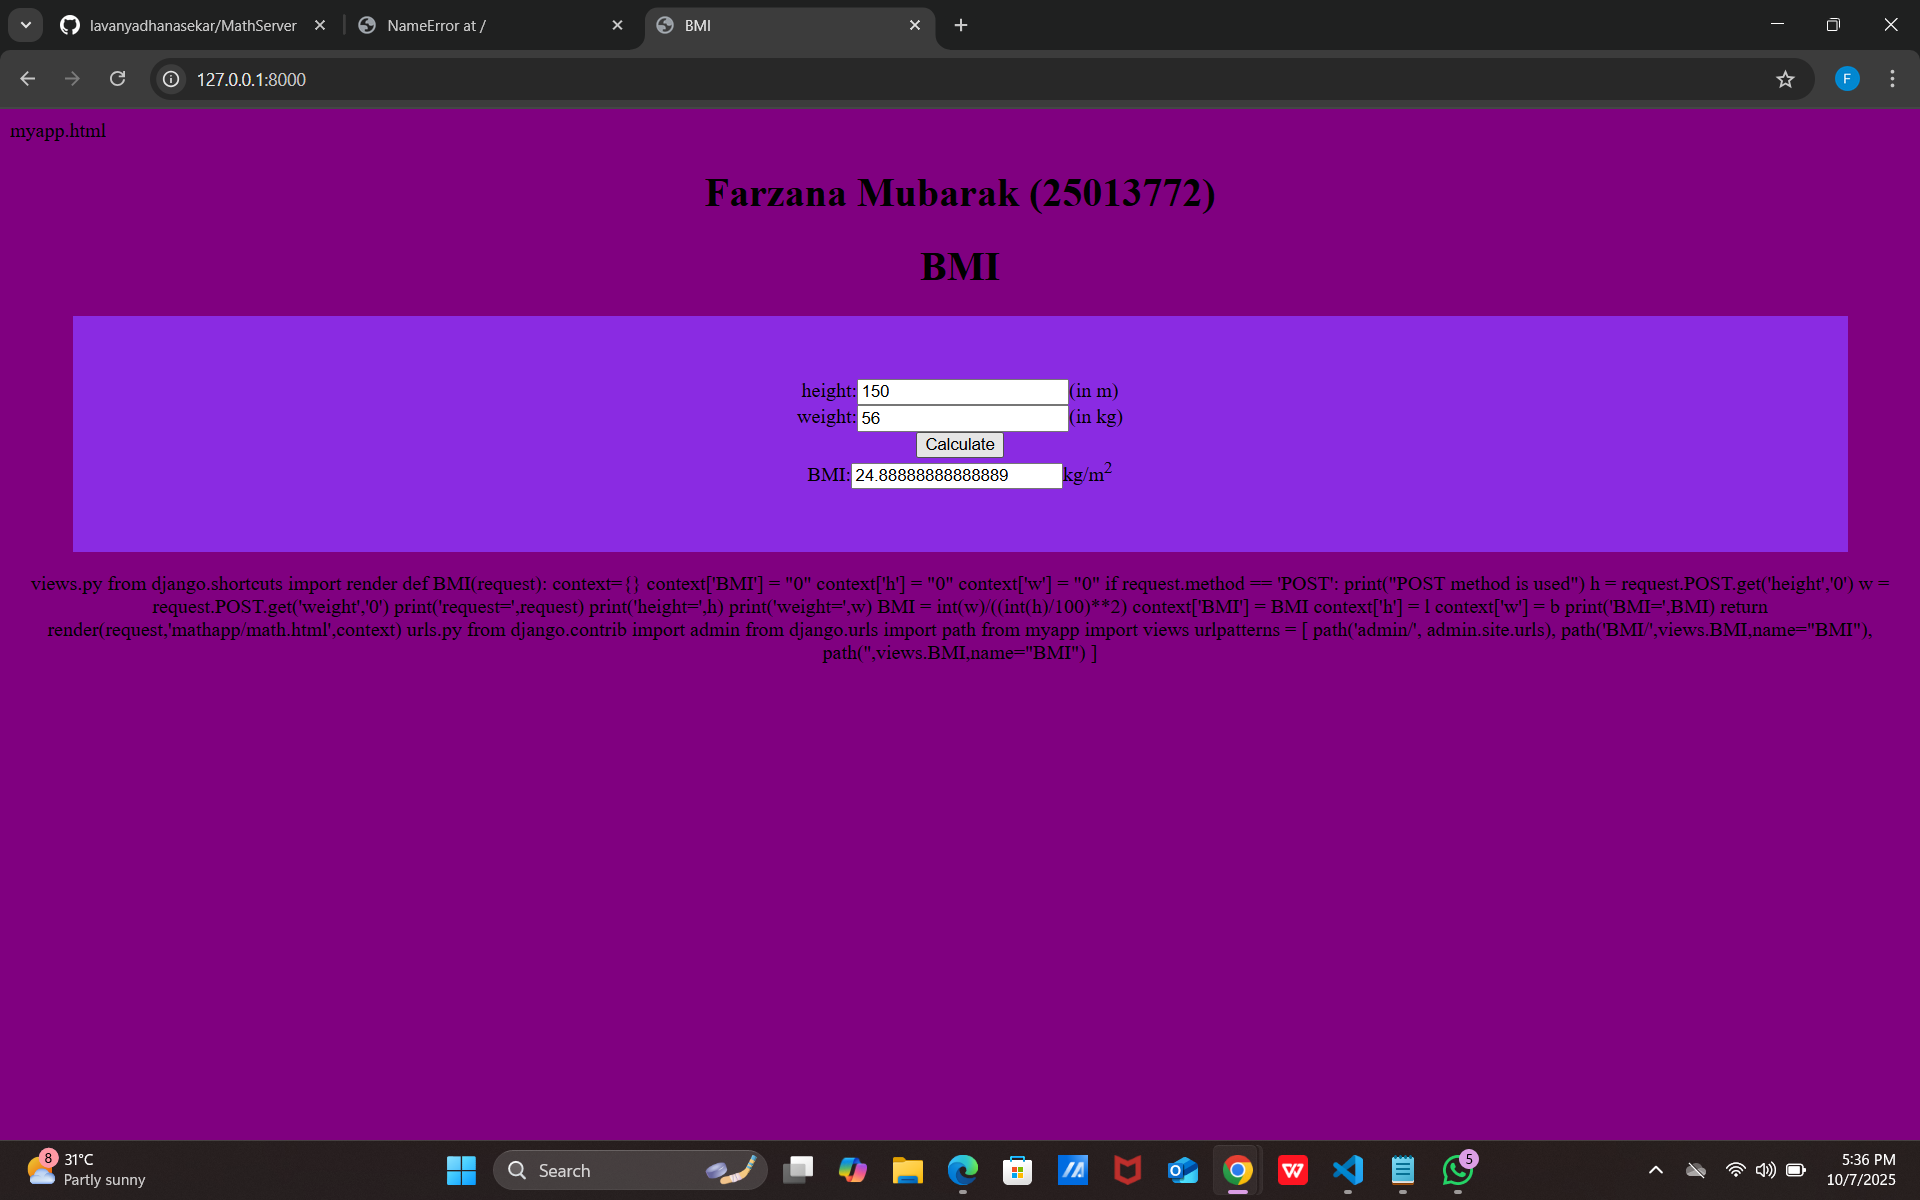 lavanyadhanasekar/MathServer
NameError at /
BMI
127.0.0.1:8000
F
myapp.html
Farzana Mubarak (25013772)
BMI
height: 150 (in m)
weight: 56 (in kg)
Calculate
BMI: 24.88888888888889 kg/m2
views.py from django.shortcuts import render def BMI(request): context={} context['BMI'] = "0" context['h'] = "0" context['w'] = "0" if request.method == 'POST': print("POST method is used") h = request.POST.get('height','0') w =
request.POST.get('weight','0') print('request=',request) print('height=',h) print('weight=',w) BMI = int(w)/((int(h)/100)**2) context['BMI'] = BMI context['h'] = l context['w'] = b print('BMI=',BMI) return
render(request,'mathapp/math.html',context) urls.py from django.contrib import admin from django.urls import path from myapp import views urlpatterns = [ path('admin/', admin.site.urls), path('BMI/',views.BMI,name="BMI"),
path('',views.BMI,name="BMI") ]
8
31°C
Partly sunny
Search
5
5:36 PM
10/7/2025